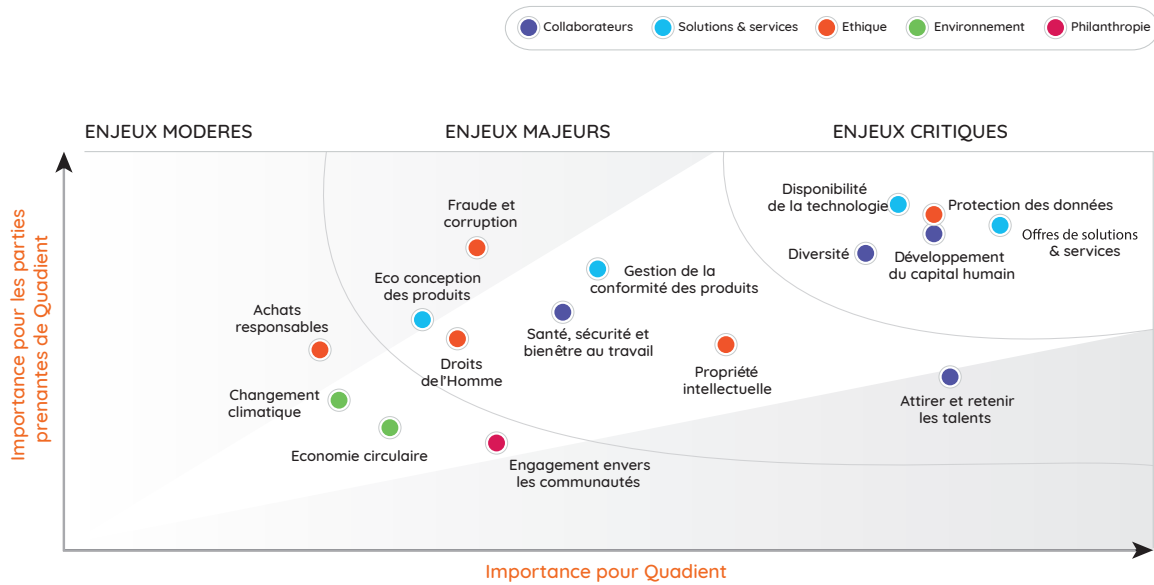 Collaborateurs
Solutions & services
Ethique
Environnement
Philanthropie
ENJEUX MODERES
ENJEUX MAJEURS
ENJEUX CRITIQUES
Importance pour les parties
prenantes de Quadient
Fraude et
corruption
Eco conception
des produits
Achats
responsables
Droits
del'Homme
Changement
climatique
Economie circulaire
Engagement envers
les communautés
Gestion de la
conformité des produits
Santé, sécurité et
bienêtre au travail
Propriété
intellectuelle
Disponibilité
de la technologie
Protection des données
Diversité
Développement
du capital humain
Offres de solutions
& services
Attirer et retenir
les talents
Importance pour Quadient